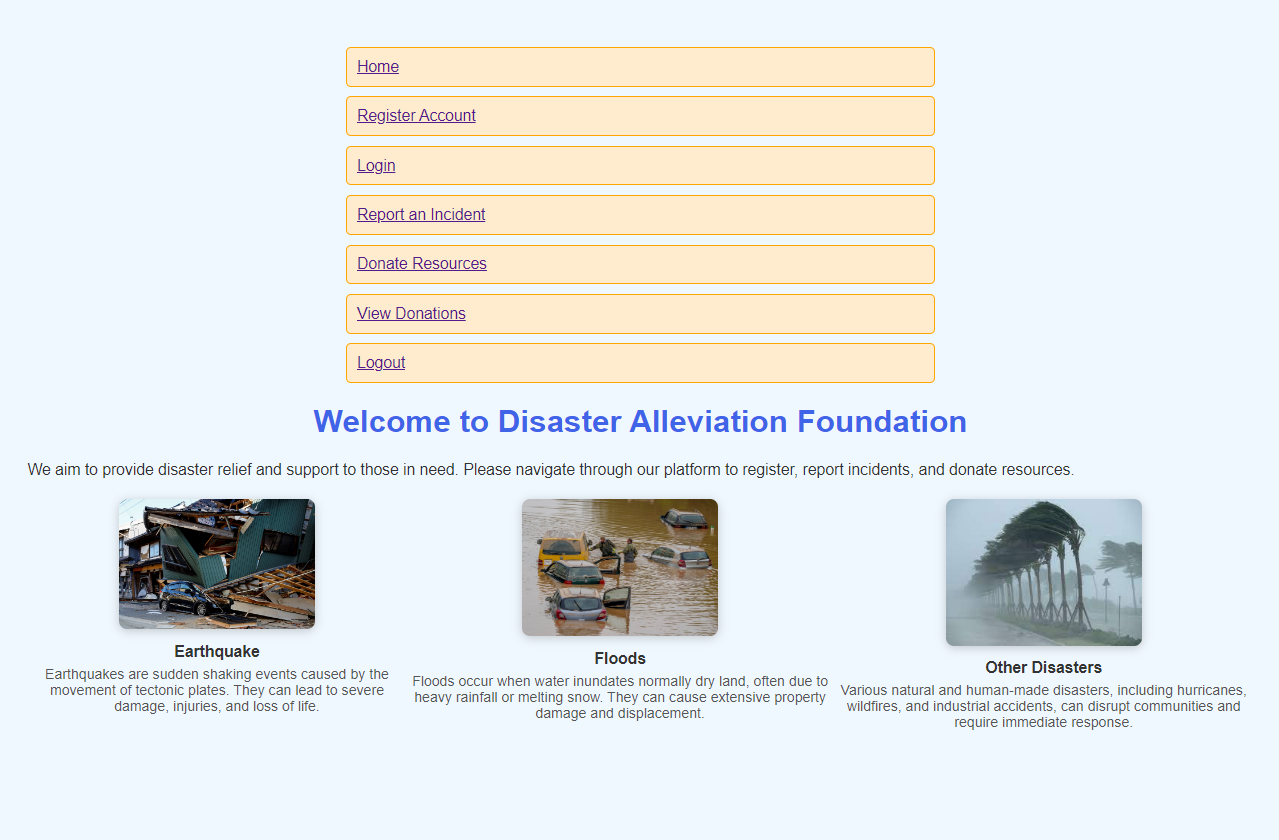 Home
Register Account
Login
Report an Incident
Donate Resources
View Donations
Logout
Welcome to Disaster Alleviation Foundation
We aim to provide disaster relief and support to those in need. Please navigate through our platform to register, report incidents, and donate resources.
Earthquake
Earthquakes are sudden shaking events caused by the
movement of tectonic plates. They can lead to severe
damage, injuries, and loss of life.
Floods
Floods occur when water inundates normally dry land, often due to
heavy rainfall or melting snow. They can cause extensive property
damage and displacement.
Other Disasters
Various natural and human-made disasters, including hurricanes,
wildfires, and industrial accidents, can disrupt communities and
require immediate response.